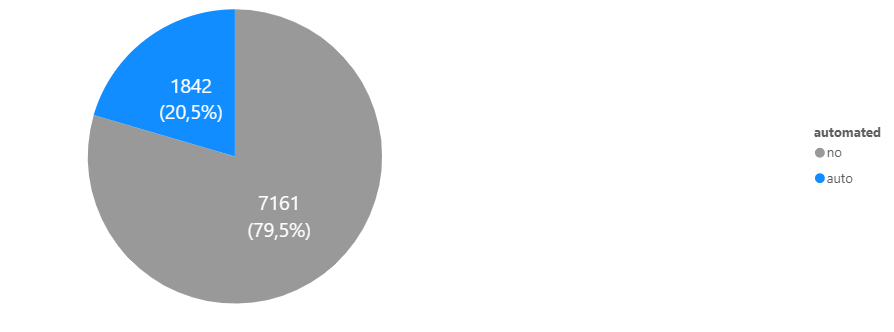 1842
(20,5%)
7161
(79,5%)
automated
no
auto